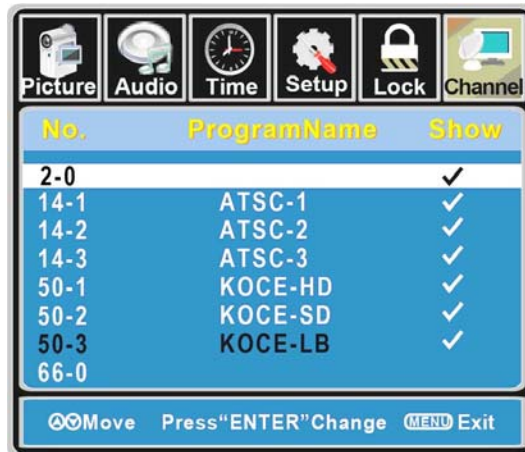 Picture Audio Time Setup Lock Channel
No. ProgramName Show
2-0
14-1 ATSC-1
14-2 ATSC-2
14-3 ATSC-3
50-1 KOCE-HD
50-2 KOCE-SD
50-3 KOCE-LB
66-0
Move Press“ENTER”Change MENU Exit